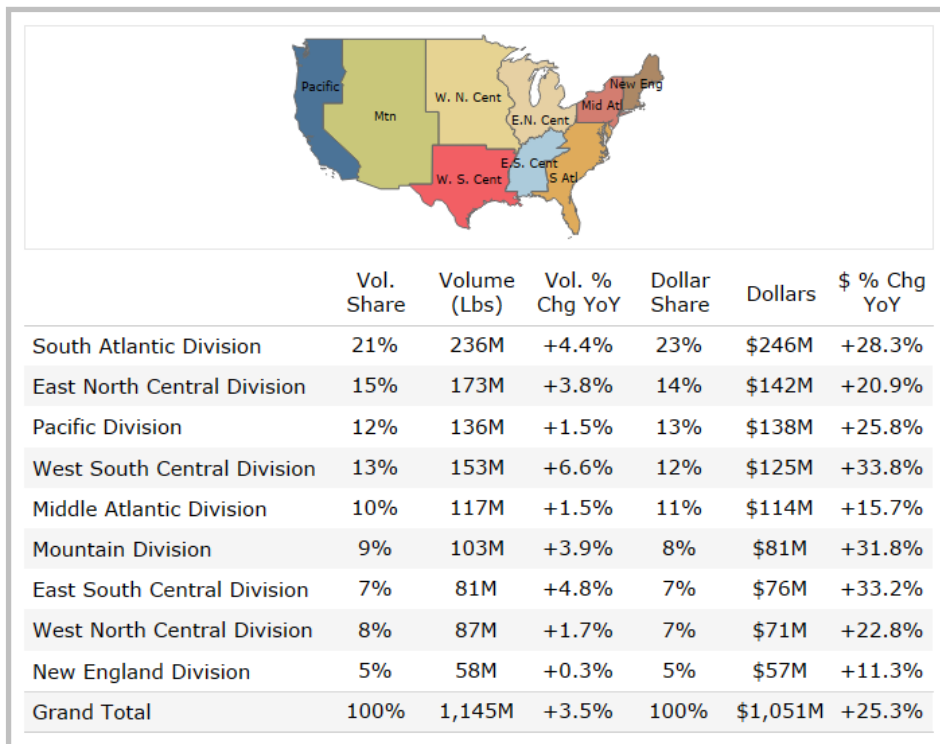 New Eng
Pacific
W. N. Cent
Mid Atl
Mtn
E.N. Cent
E.S. Cent
W. S. Cent
S Atl
Vol. Share Volume (Lbs) Vol. % Chg YoY Dollar Share Dollars $ % Chg YoY
South Atlantic Division 21% 236M +4.4% 23% $246M +28.3%
East North Central Division 15% 173M +3.8% 14% $142M +20.9%
Pacific Division 12% 136M +1.5% 13% $138M +25.8%
West South Central Division 13% 153M +6.6% 12% $125M +33.8%
Middle Atlantic Division 10% 117M +1.5% 11% $114M +15.7%
Mountain Division 9% 103M +3.9% 8% $81M +31.8%
East South Central Division 7% 81M +4.8% 7% $76M +33.2%
West North Central Division 8% 87M +1.7% 7% $71M +22.8%
New England Division 5% 58M +0.3% 5% $57M +11.3%
Grand Total 100% 1,145M +3.5% 100% $1,051M +25.3%